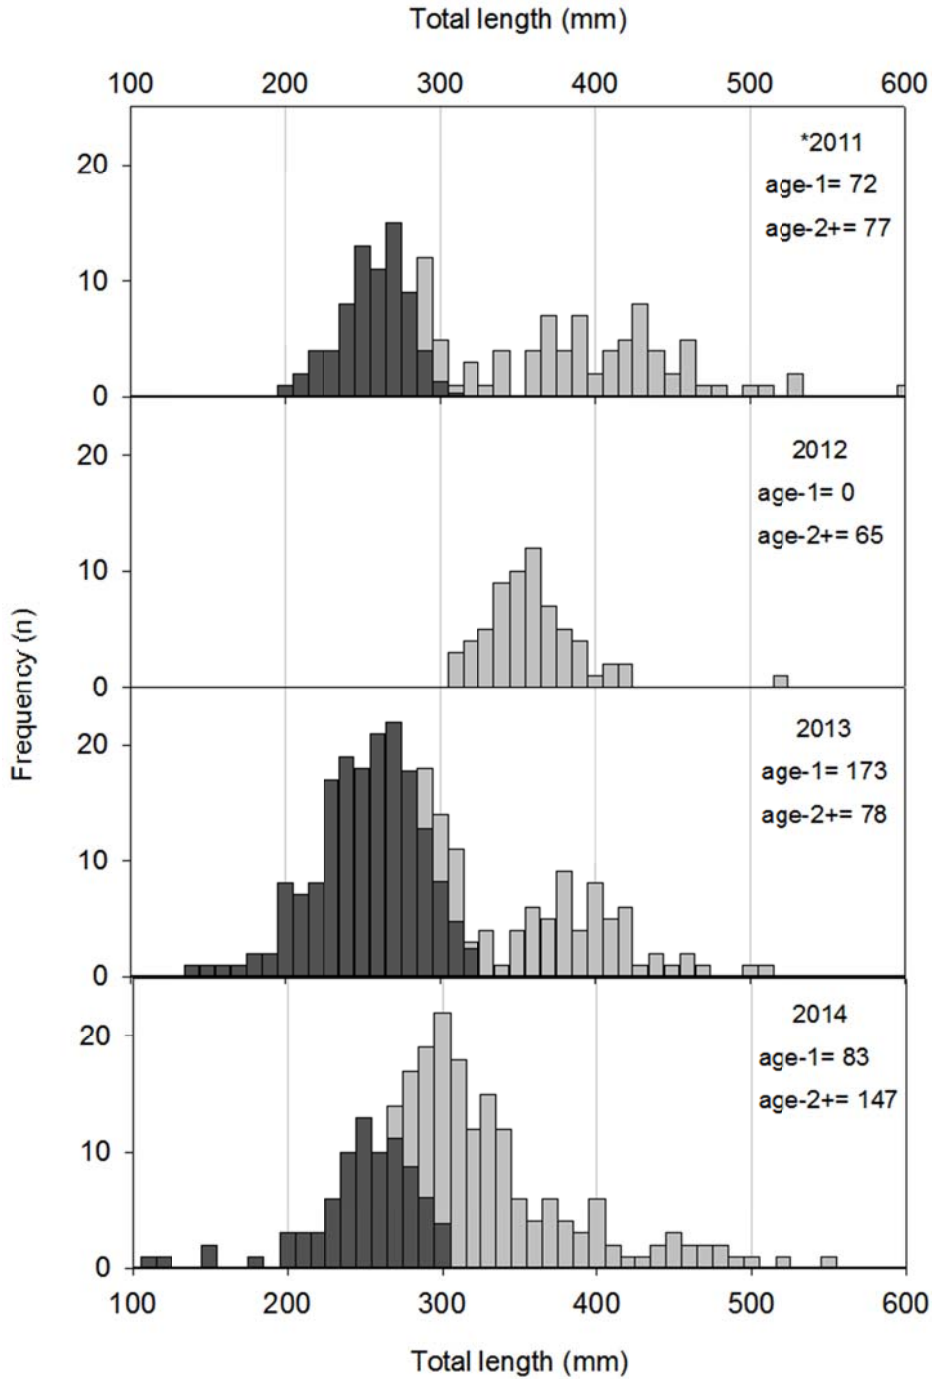 Total length (mm)
100 200 300 400 500 600
*2011
age-1= 72
age-2+= 77
20
10
0
2012
age-1= 0
age-2+= 65
20
10
0
Frequency (n)
2013
age-1= 173
age-2+= 78
20
10
0
2014
age-1= 83
age-2+= 147
20
10
0
100 200 300 400 500 600
Total length (mm)